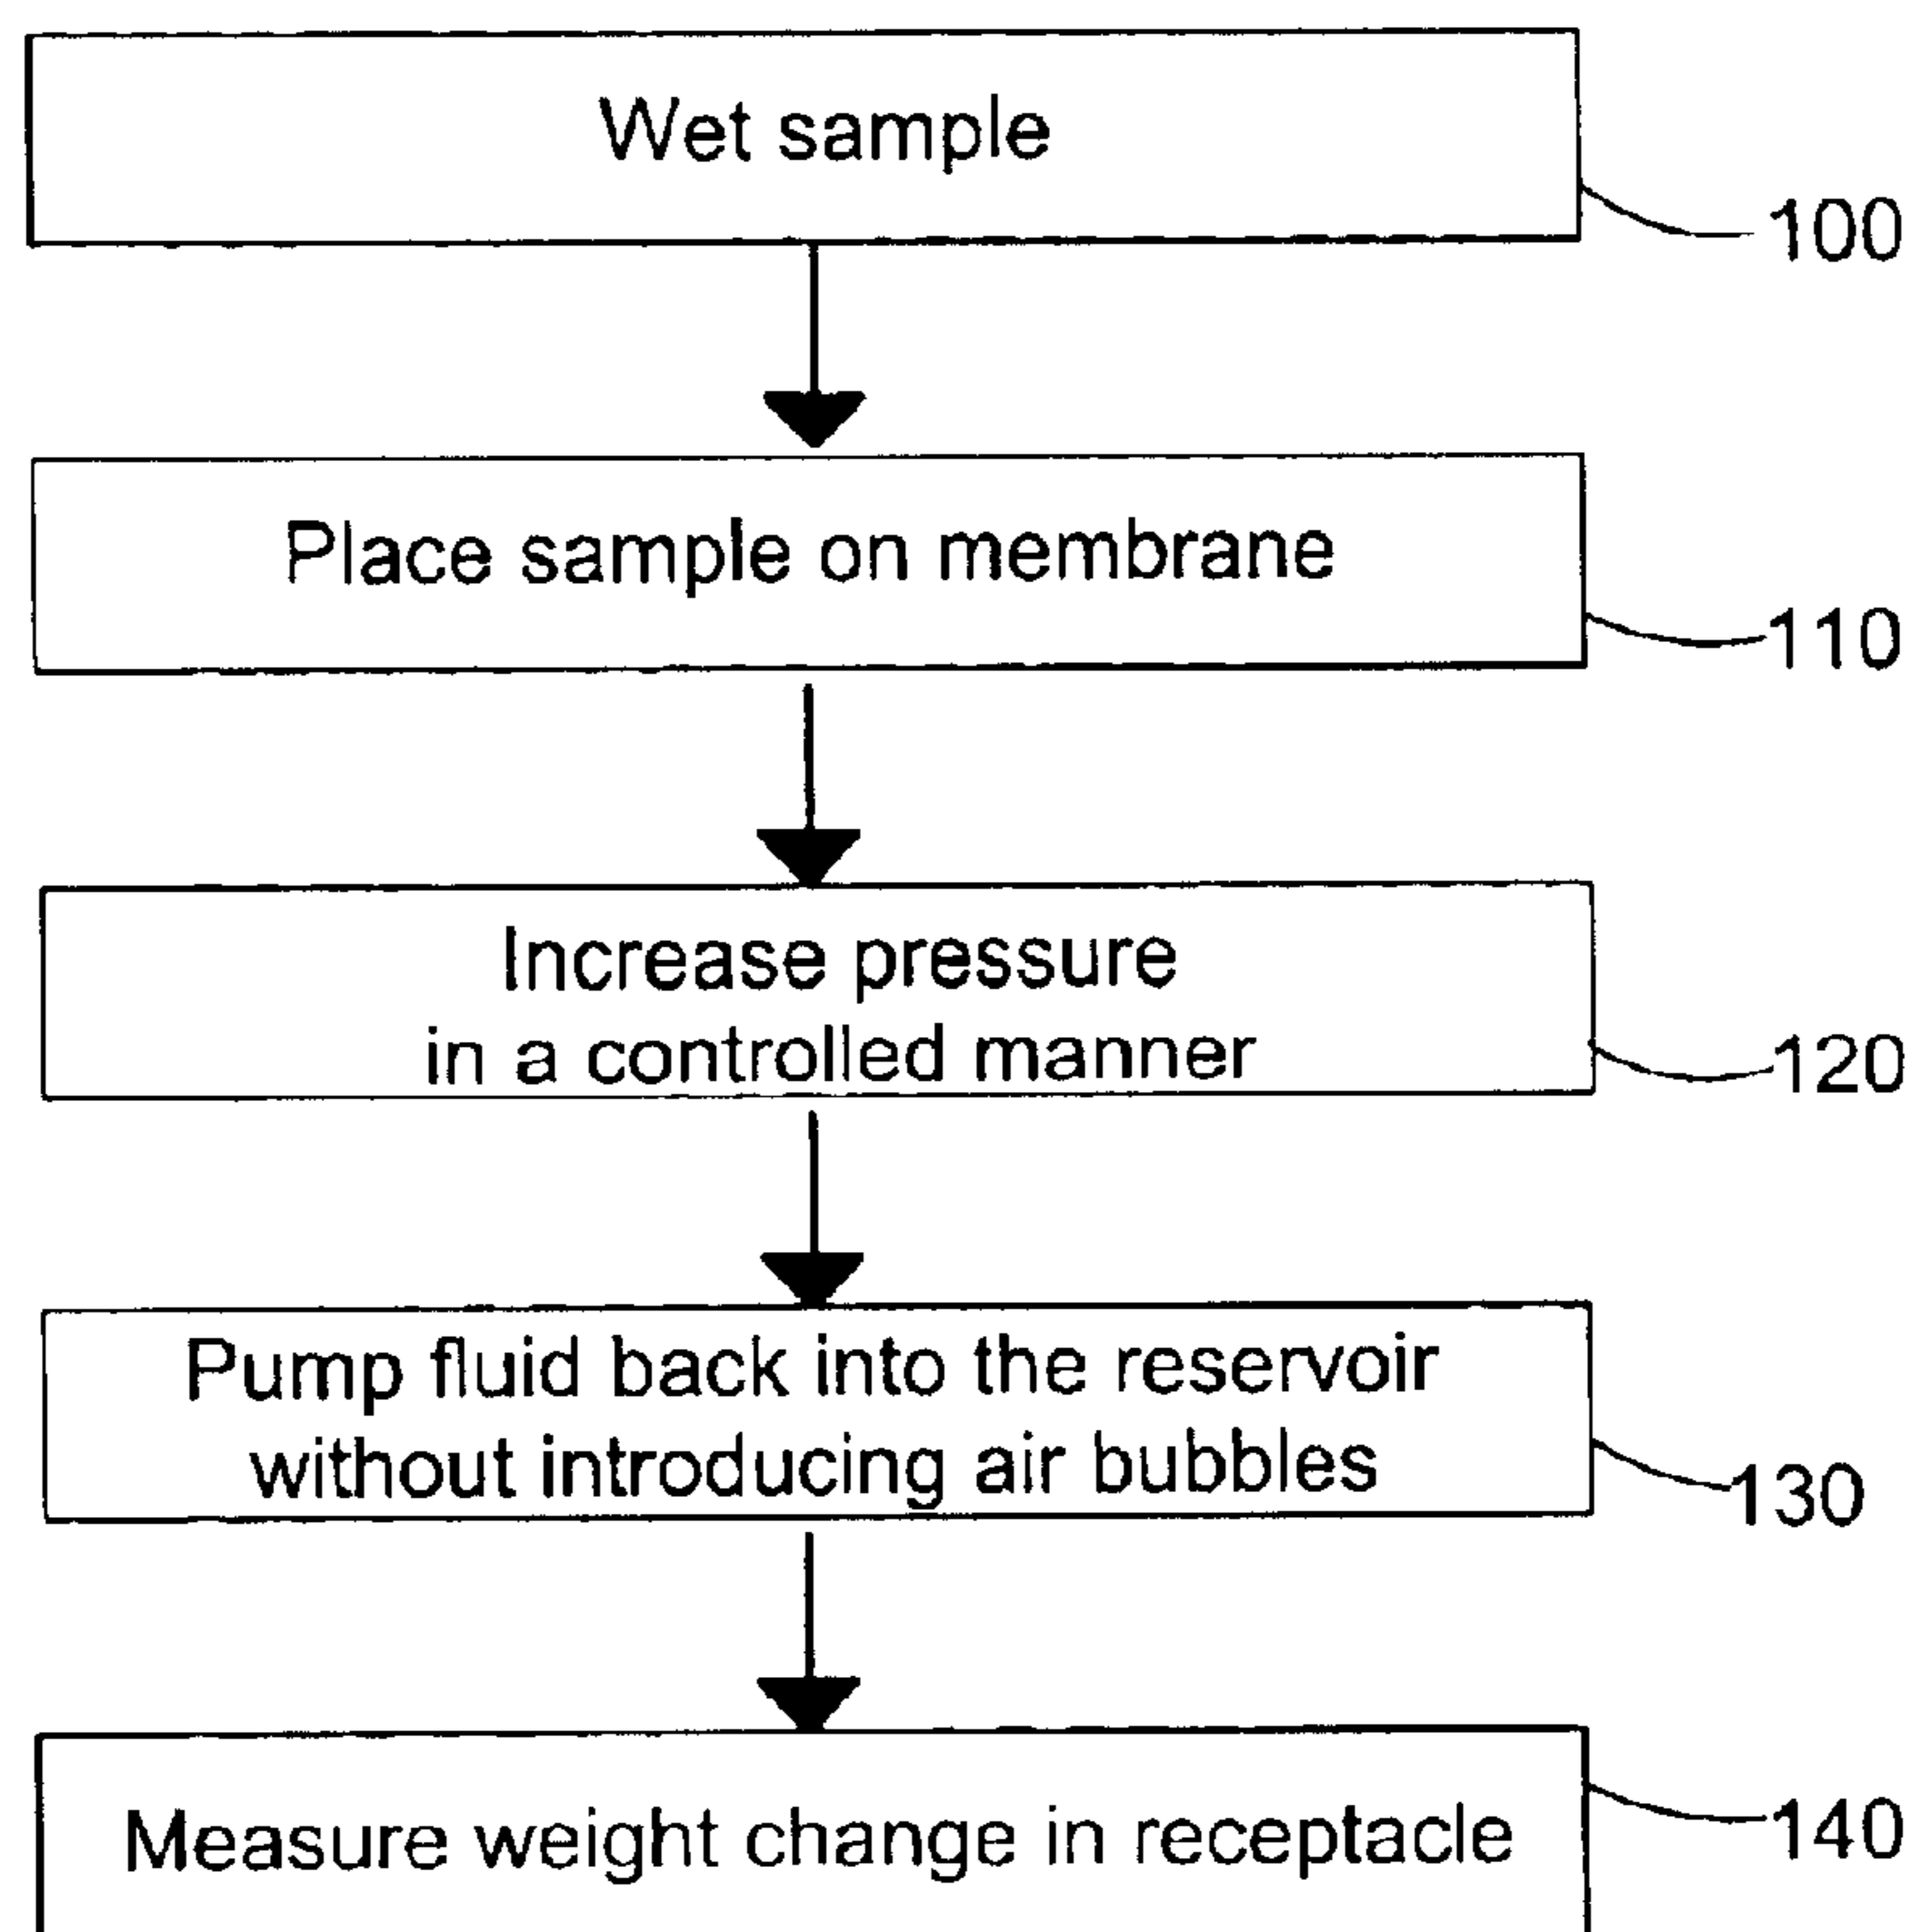 Wet sample
100
Place sample on membrane
110
Increase pressure
in a controlled manner
120
Pump fluid back into the reservoir
without introducing air bubbles
130
Measure weight change in receptacle
140